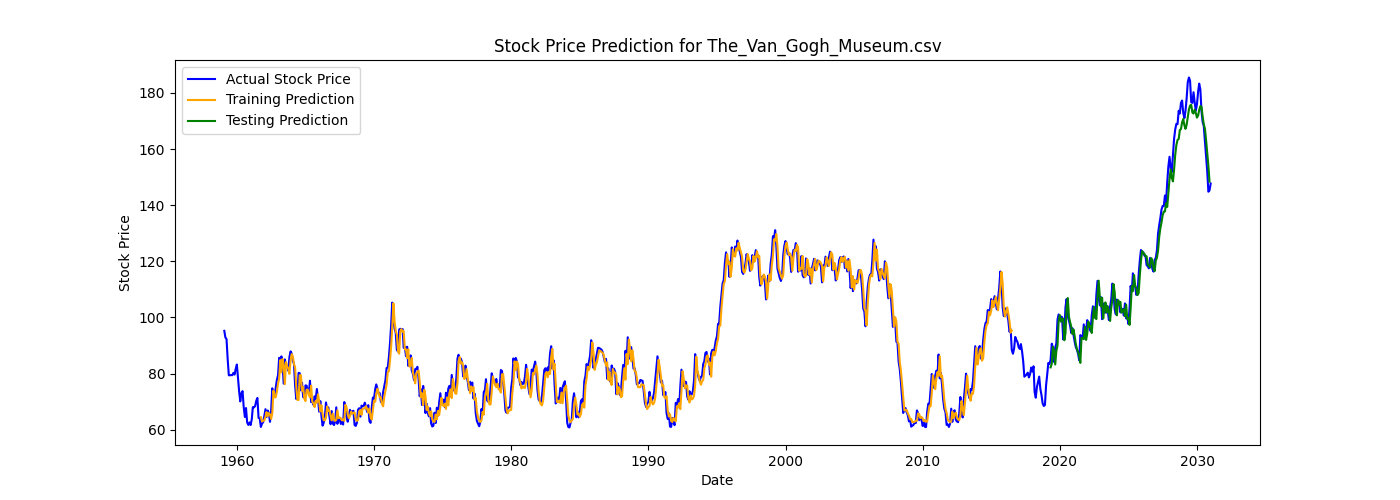 Stock Price Prediction for The_Van_Gogh_Museum.csv
Actual Stock Price
Training Prediction
Testing Prediction
Stock Price
180
160
140
120
100
80
60
1960 1970 1980 1990 2000 2010 2020 2030
Date